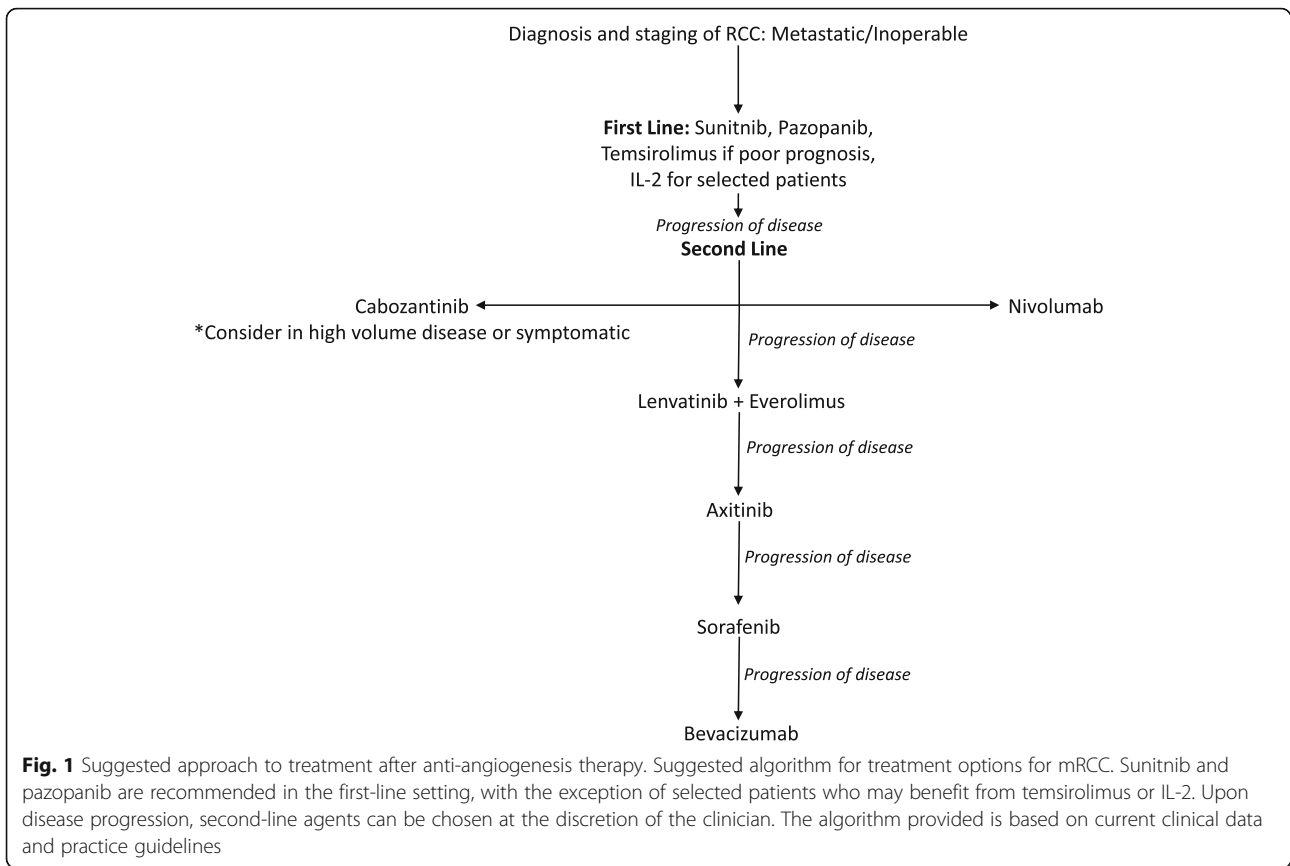 Diagnosis and staging of RCC: Metastatic/Inoperable
First Line: Sunitnib, Pazopanib,
Temsirolimus if poor prognosis,
IL-2 for selected patients
Progression of disease
Second Line
Cabozantinib
Nivolumab
*Consider in high volume disease or symptomatic
Progression of disease
Lenvatinib + Everolimus
Progression of disease
Axitinib
Progression of disease
Sorafenib
Progression of disease
Bevacizumab
Fig. 1 Suggested approach to treatment after anti-angiogenesis therapy. Suggested algorithm for treatment options for mRCC. Sunitnib and
pazopanib are recommended in the first-line setting, with the exception of selected patients who may benefit from temsirolimus or IL-2. Upon
disease progression, second-line agents can be chosen at the discretion of the clinician. The algorithm provided is based on current clinical data
and practice guidelines